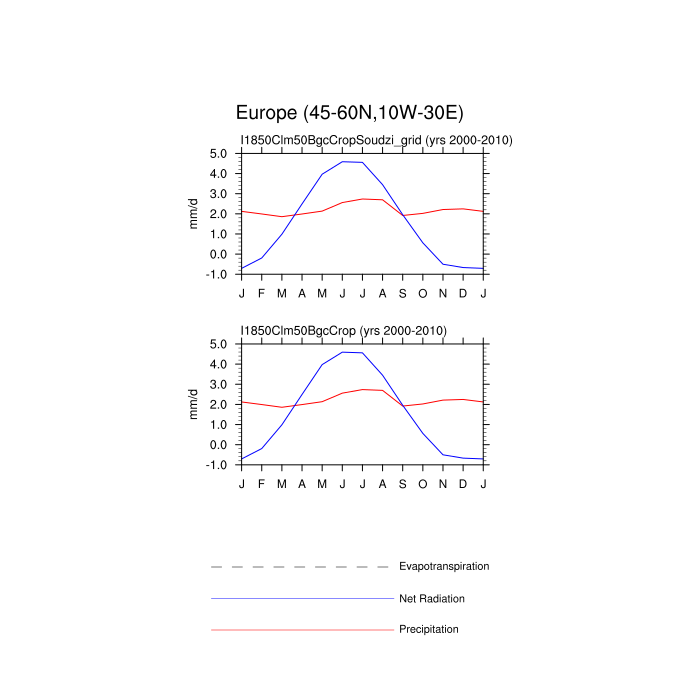 Europe (45-60N,10W-30E)
I1850Clm50BgcCropSoudzi_grid (yrs 2000-2010)
5.0
4.0
3.0
2.0
1.0
0.0
-1.0
mm/d
J F M A M J J A S O N D J
I1850Clm50BgcCrop (yrs 2000-2010)
5.0
4.0
3.0
2.0
1.0
0.0
-1.0
mm/d
J F M A M J J A S O N D J
Evapotranspiration
Net Radiation
Precipitation